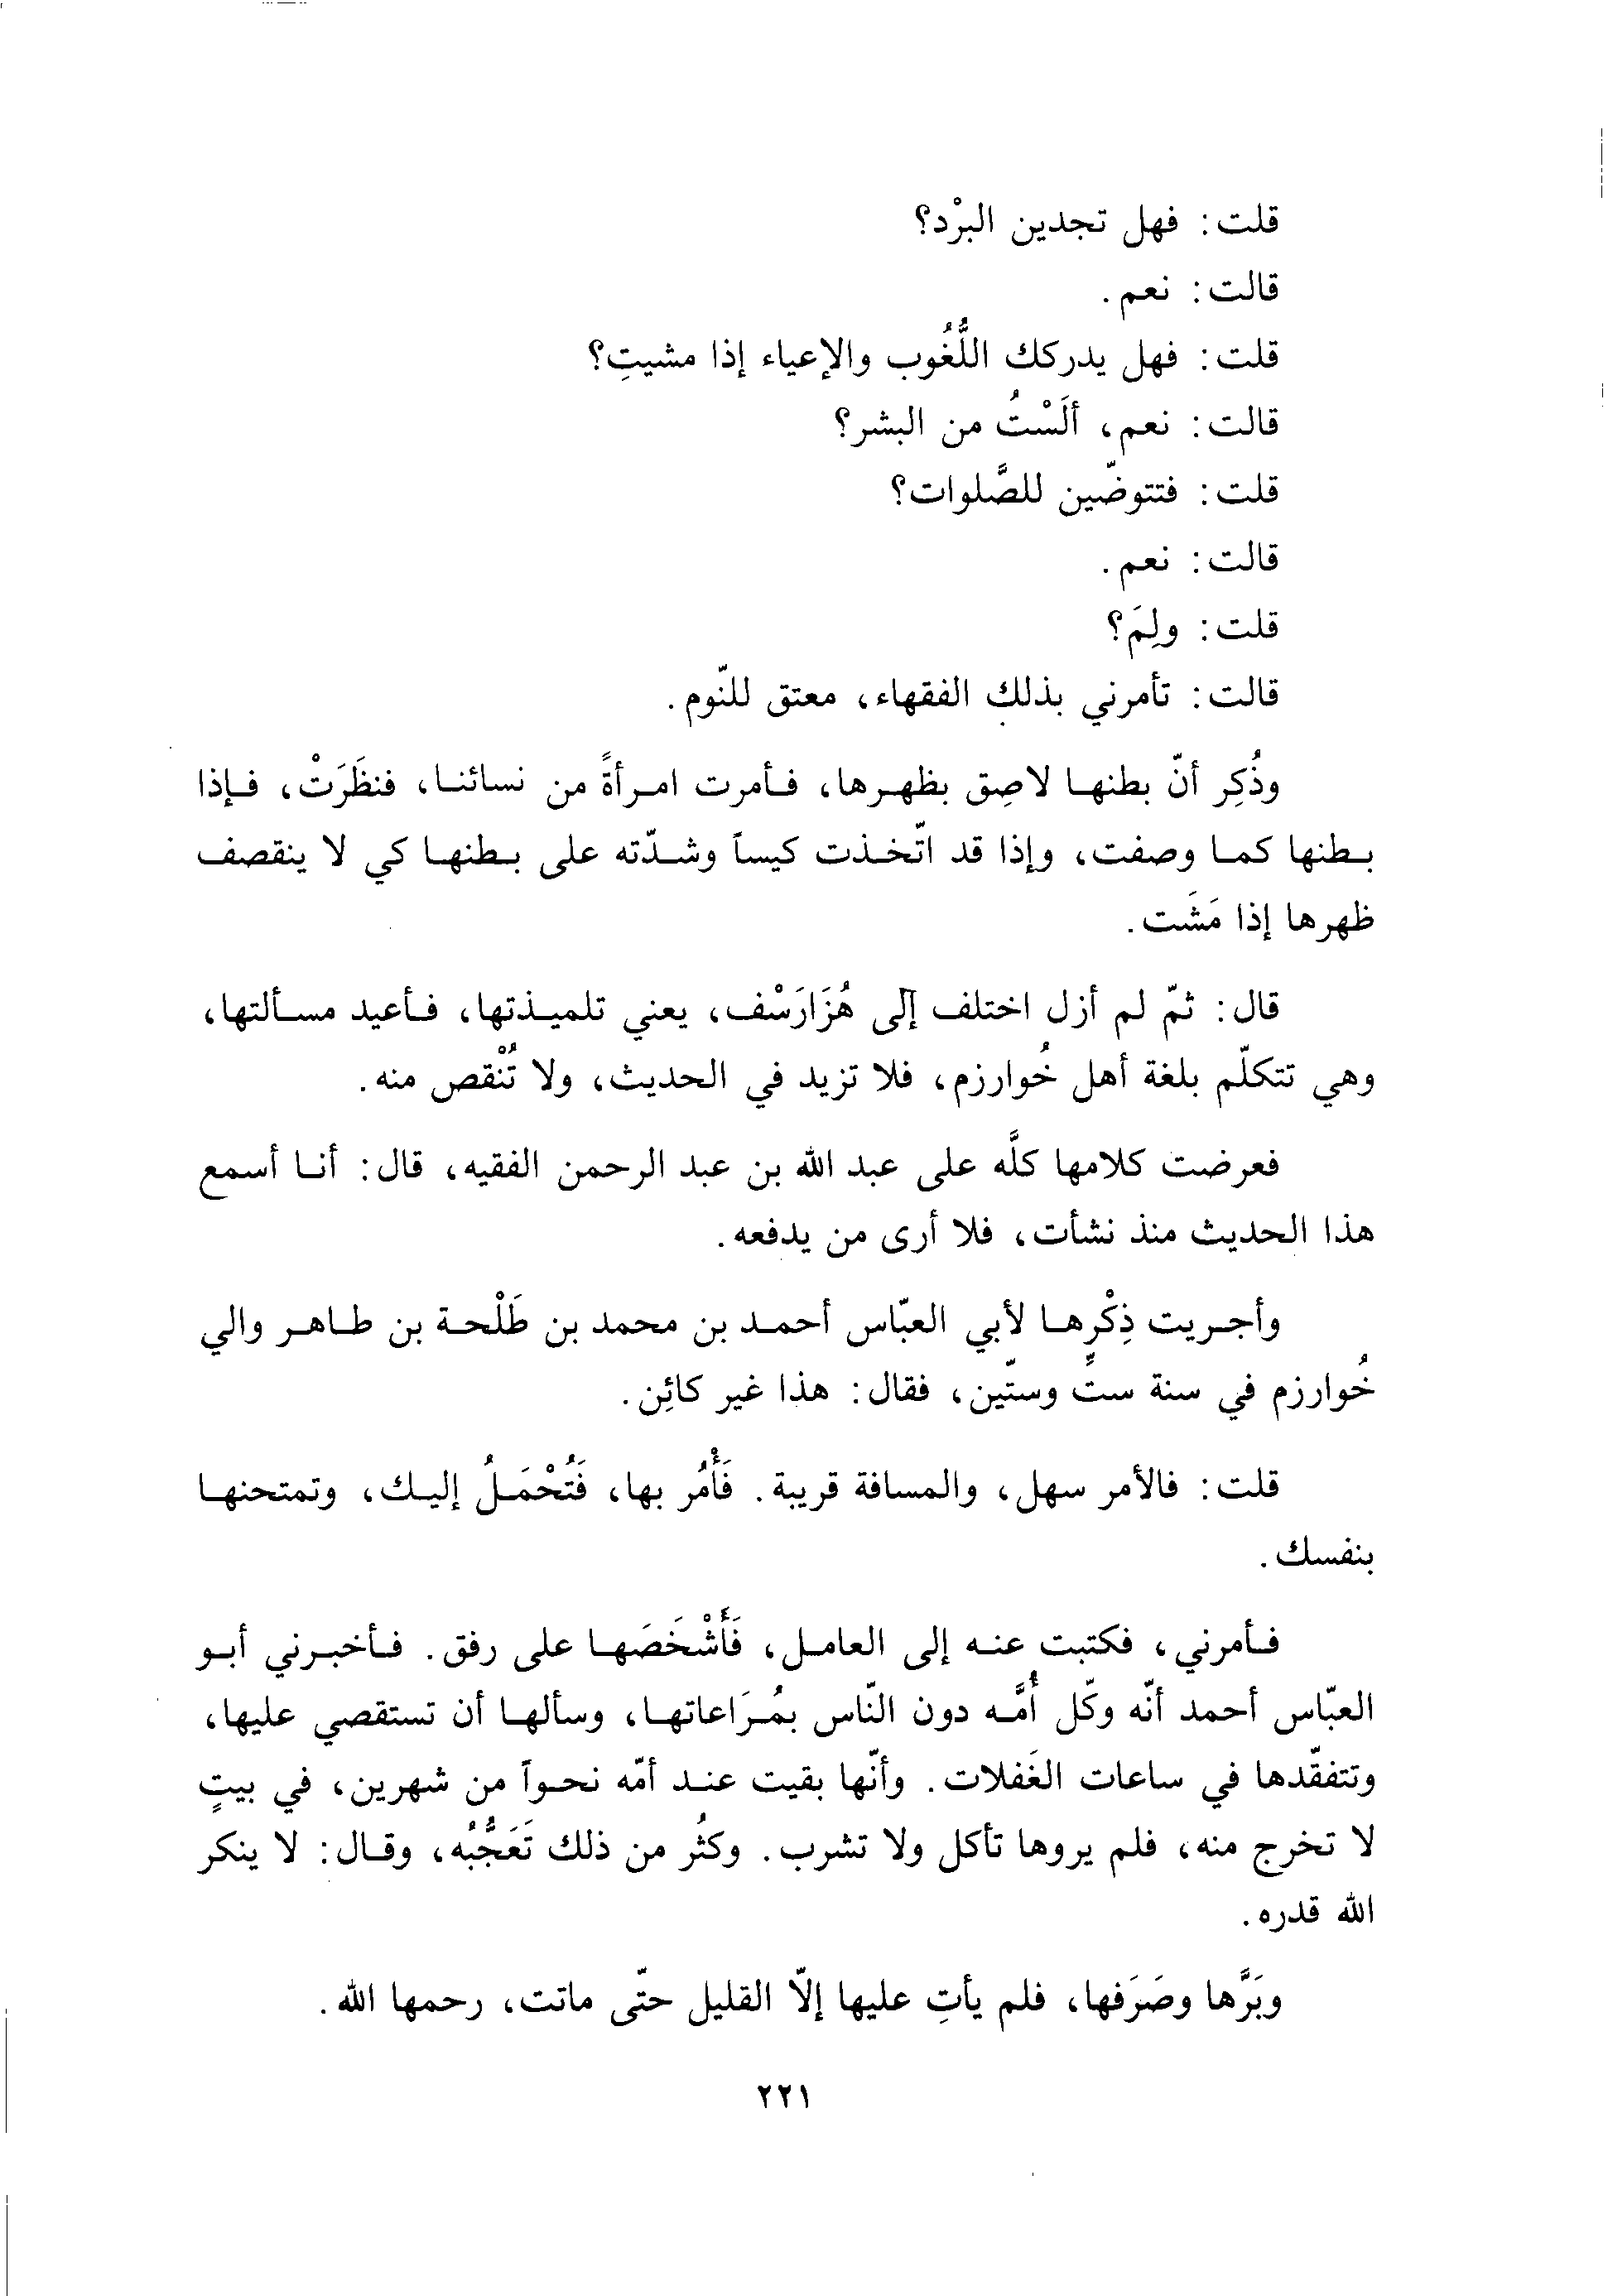 قلت: فهل تجدين البرْد؟
قالت: نعم.
قلت: فهل يدركك اللُّغُوب والإعياء إذا مشيتِ؟
قالت: نعم، ألَسْتُ من البشر؟
قلت: فتتوضّين للصَّلوات؟
قالت: نعم.
قلت: ولِمَ؟
قالت: تأمرني بذلك الفقهاء، معتق للنّوم.
وذُكِر أنّ بطنها لاصِق بظهرها، فأمرت امرأةً من نسائنا، فنظَرَتْ، فإذا
بطنها كما وصفت، وإذا قد اتّخذت كيساً وشدّته على بطنها كي لا ينقصف
ظهرها إذا مَشَت.
قال: ثمّ لم أزل اختلف إلى هُزَارَسْف، يعني تلميذتها، فأعيد مسألتها،
وهي تتكلّم بلغة أهل خُوارزم، فلا تزيد في الحديث، ولا تُنْقص منه.
فعرضت كلامها كلَّه على عبد الله بن عبد الرحمن الفقيه، قال: أنا أسمع
هذا الحديث منذ نشأت، فلا أرى من يدفعه.
وأجريت ذِكْرها لأبي العبّاس أحمد بن محمد بن طَلْحة بن طاهر والي
خُوارزم في سنة ستٍّ وستّين، فقال: هذا غير كائِن.
قلت: فالأمر سهل، والمسافة قريبة. فَأْمُر بها، فَتُحْمَلُ إليك، وتمتحنها
بنفسك.
فأمرني، فكتبت عنه إلى العامل، فَأَشْخَصَها على رفق. فأخبرني أبو
العبّاس أحمد أنّه وكّل أُمَّه دون النّاس بمُرَاعاتها، وسألها أن تستقصي عليها،
وتتفقّدها في ساعات الغَفلات. وأنّها بقيت عند أمّه نحواً من شهرين، في بيتٍ
لا تخرج منه، فلم يروها تأكل ولا تشرب. وكثُر من ذلك تَعَجُّبُه، وقال: لا ينكر
الله قدره.
وبَرَّها وصَرَفها، فلم يأتِ عليها إلّا القليل حتّى ماتت، رحمها الله.
٢٢١